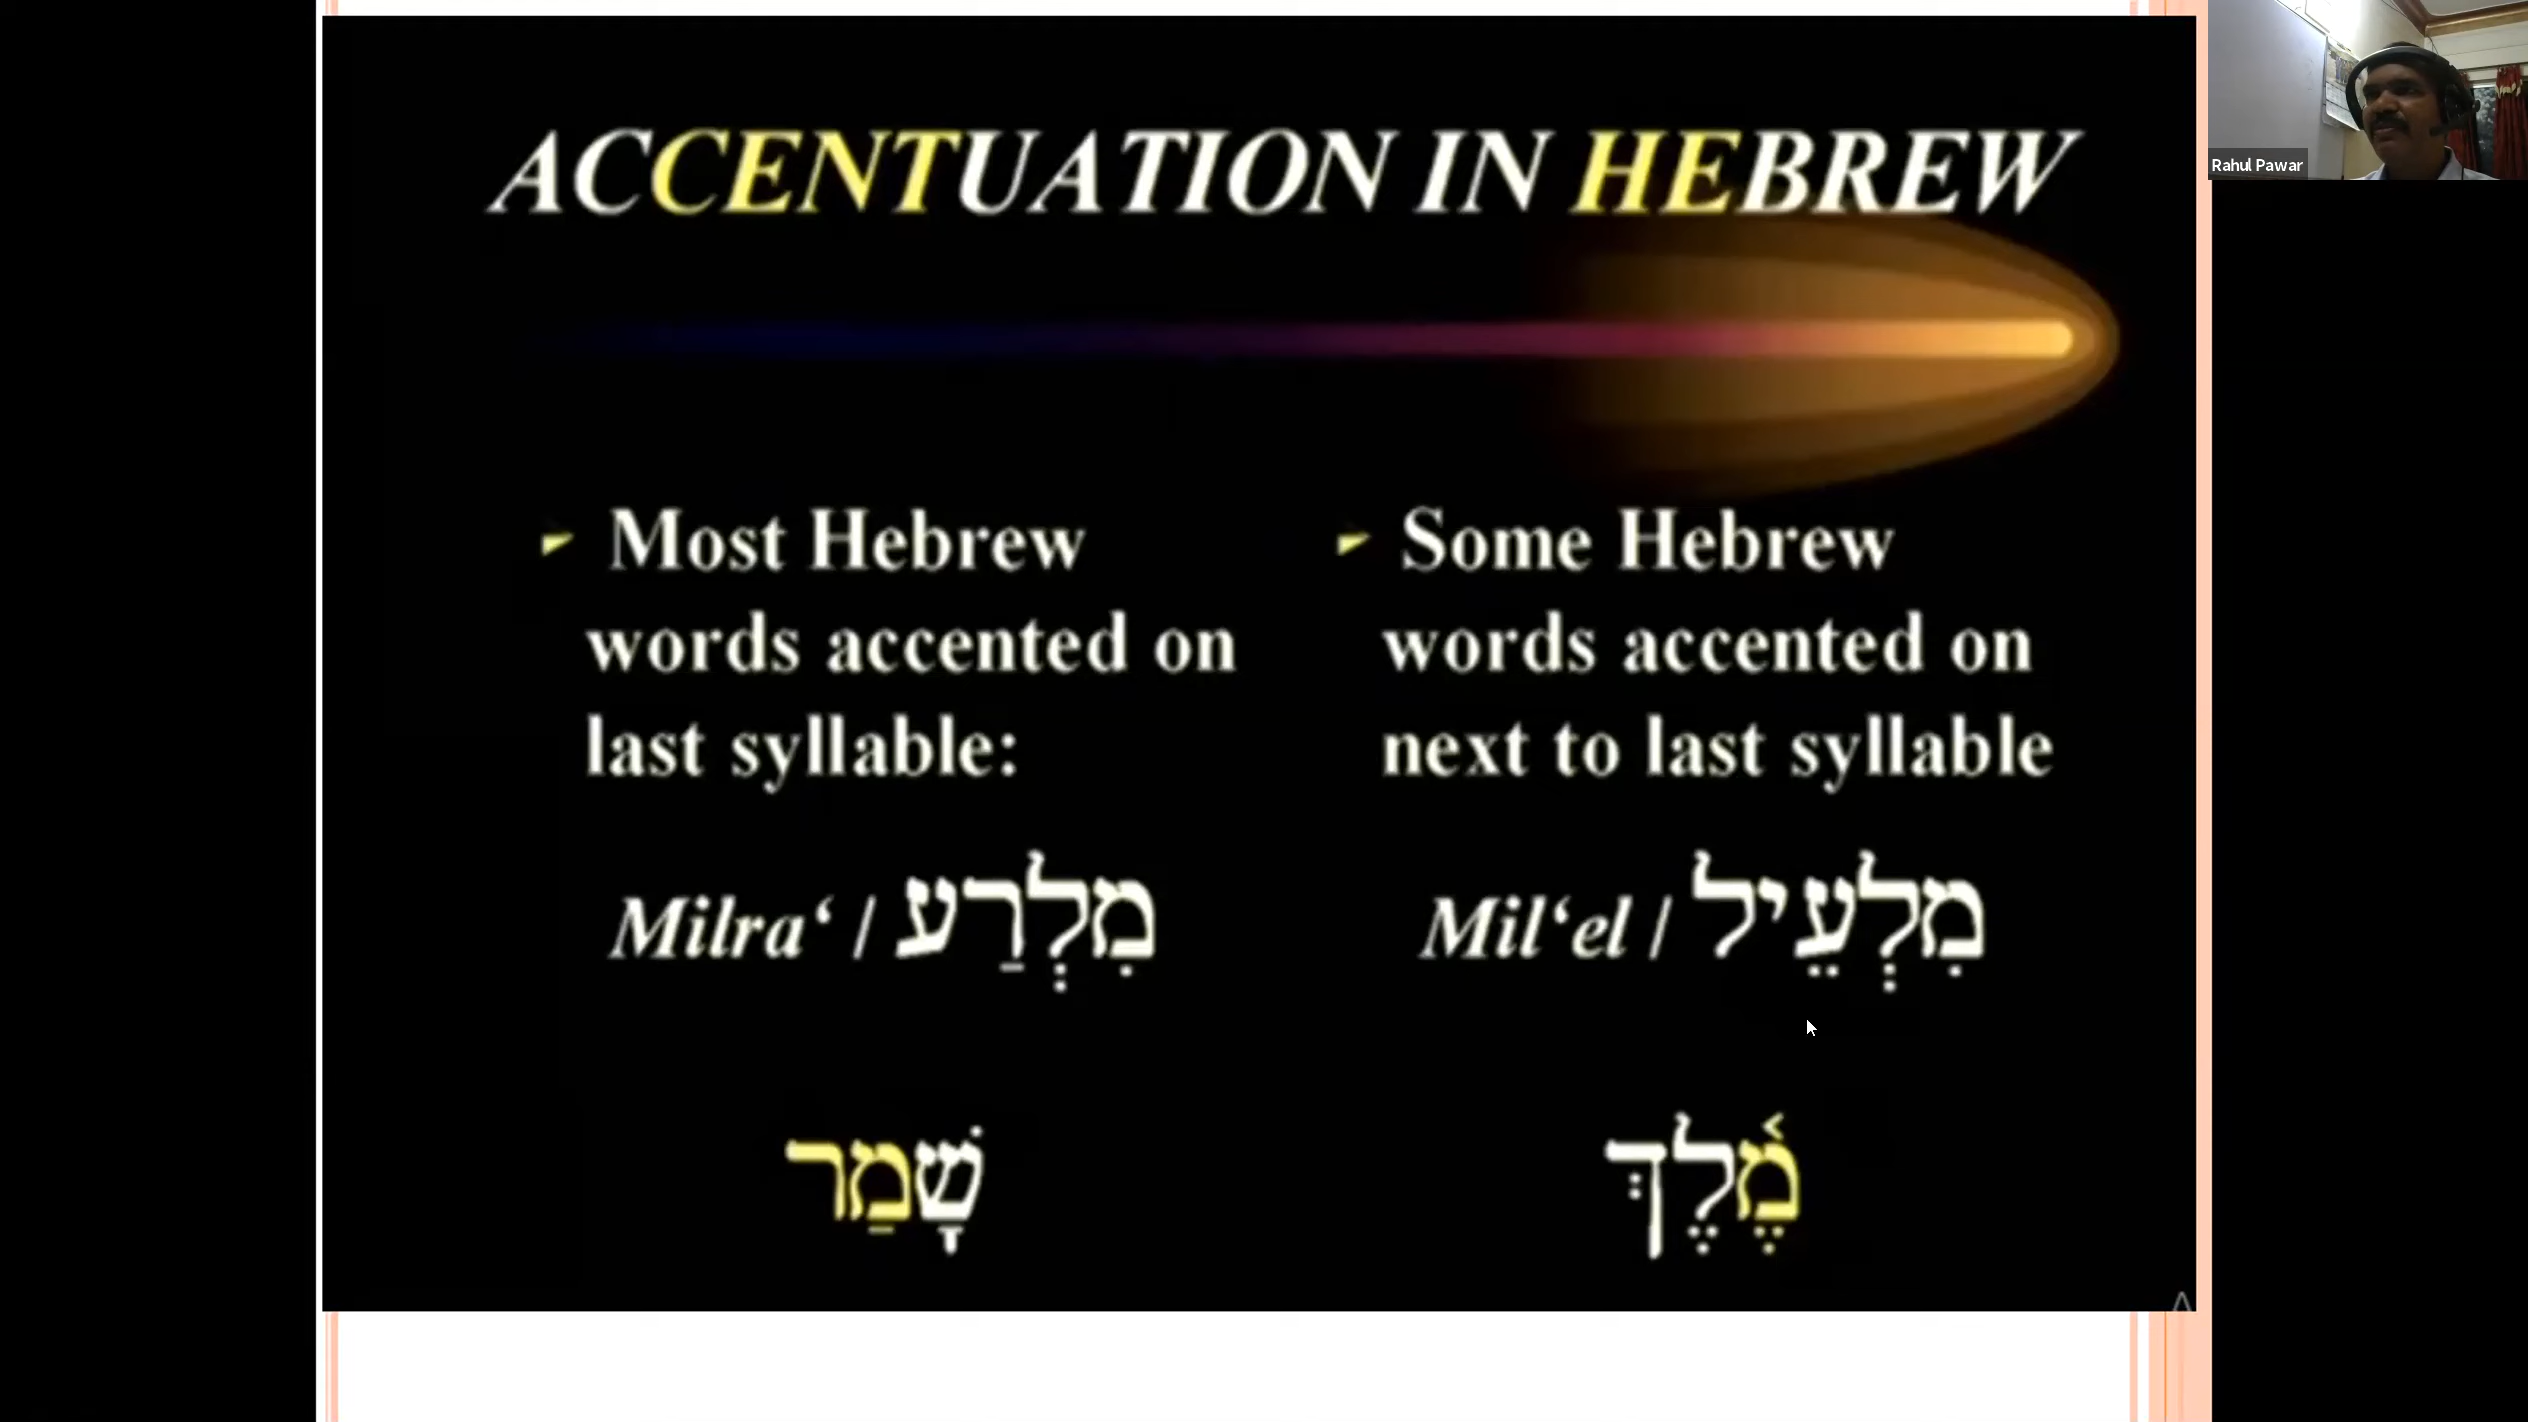 ACCENTUATION IN HEBREW
Rahul Pawar
Most Hebrew
words accented on
last syllable:
Milra‘ / מִלְרַע
שָׁמַר
Some Hebrew
words accented on
next to last syllable
Mil‘el / מִלְעֵיל
מֶ֫לֶךְ